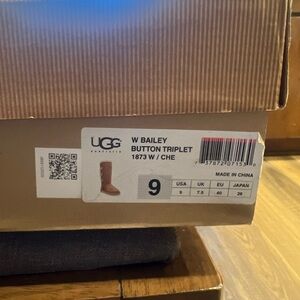 UGG
australia
W BAILEY
BUTTON TRIPLET
1873 W / CHE
MADE IN CHINA
9
USA UK EU JAPAN
9 7.5 40 26